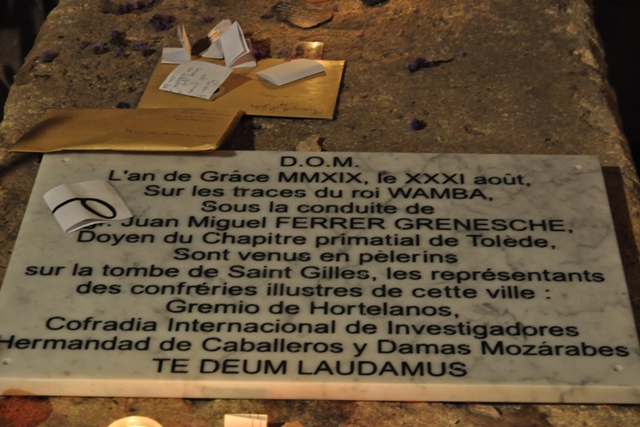 D.O.M.
L'an de Grâce MMXIX, le XXXI août,
Sur les traces du roi WAMBA,
Sous la conduite de
Juan Miguel FERRER GRENESCHE,
Doyen du Chapitre primatial de Tolède,
Sont venus en pèlerins
sur la tombe de Saint Gilles, les représentants
des confréries illustres de cette ville :
Gremio de Hortelanos,
Cofradia Internacional de Investigadores
Hermandad de Caballeros y Damas Mozárabes
TE DEUM LAUDAMUS